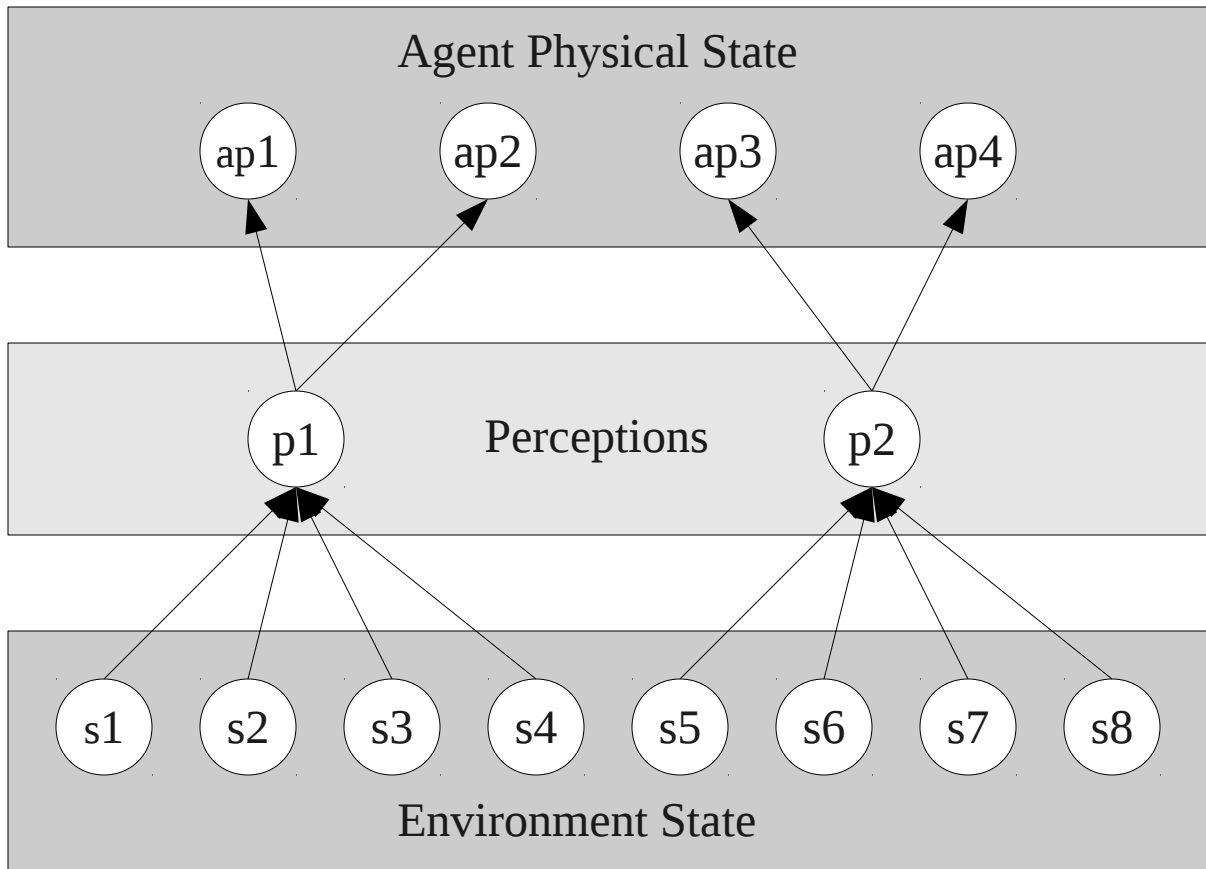 Agent Physical State
ap1 ap2 ap3 ap4
p1 Perceptions p2
s1 s2 s3 s4 s5 s6 s7 s8
Environment State